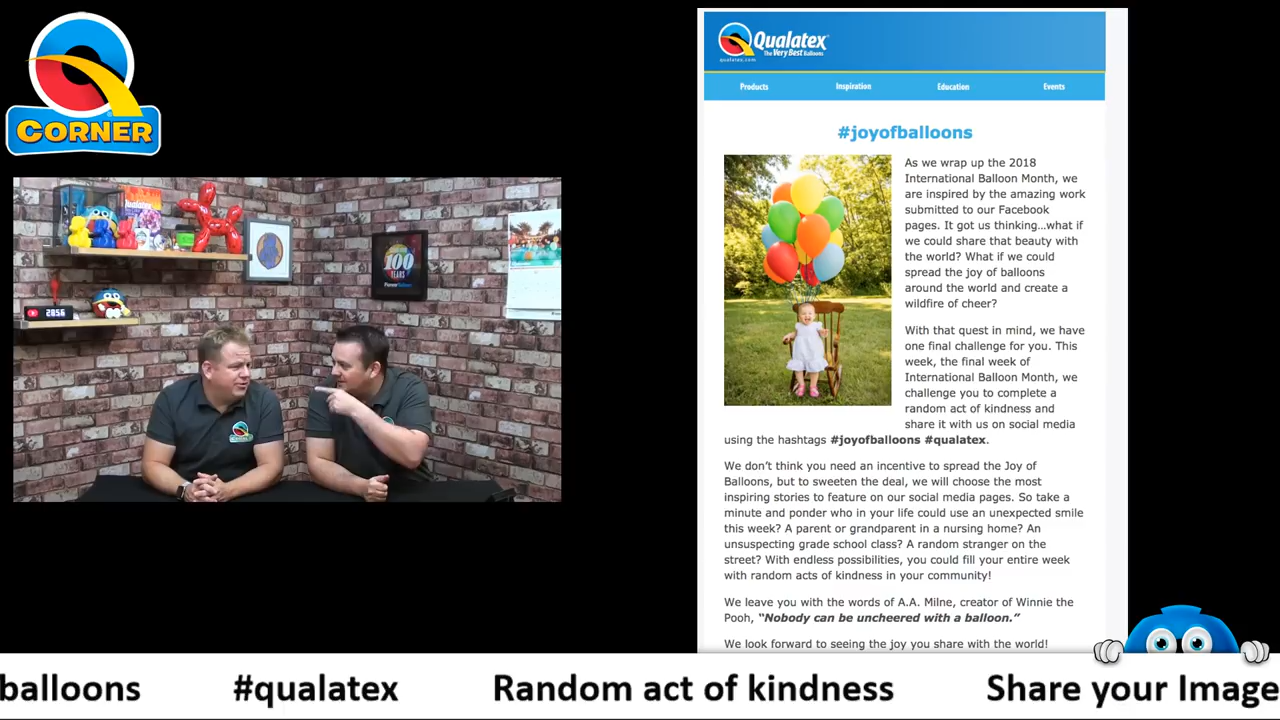 CORNER
2856
100
YEARS
Qualatex
The Very Best Balloons
qualatex.com
Products Inspiration Education Events
#joyofballoons
As we wrap up the 2018
International Balloon Month, we
are inspired by the amazing work
submitted to our Facebook
pages. It got us thinking...what if
we could share that beauty with
the world? What if we could
spread the joy of balloons
around the world and create a
wildfire of cheer?
With that quest in mind, we have
one final challenge for you. This
week, the final week of
International Balloon Month, we
challenge you to complete a
random act of kindness and
share it with us on social media
using the hashtags #joyofballoons #qualatex.
We don't think you need an incentive to spread the Joy of
Balloons, but to sweeten the deal, we will choose the most
inspiring stories to feature on our social media pages. So take a
minute and ponder who in your life could use an unexpected smile
this week? A parent or grandparent in a nursing home? An
unsuspecting grade school class? A random stranger on the
street? With endless possibilities, you could fill your entire week
with random acts of kindness in your community!
We leave you with the words of A.A. Milne, creator of Winnie the
Pooh, "Nobody can be uncheered with a balloon."
We look forward to seeing the joy you share with the world!
balloons #qualatex Random act of kindness Share your Image